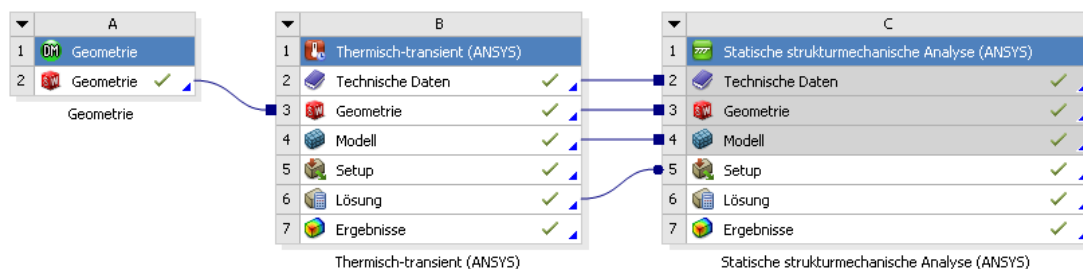 A
1 DM Geometrie
2 Geometrie
Geometrie
B
1 Thermisch-transient (ANSYS)
2 Technische Daten
3 Geometrie
4 Modell
5 Setup
6 Lösung
7 Ergebnisse
Thermisch-transient (ANSYS)
C
1 Statische strukturmechanische Analyse (ANSYS)
2 Technische Daten
3 Geometrie
4 Modell
5 Setup
6 Lösung
7 Ergebnisse
Statische strukturmechanische Analyse (ANSYS)